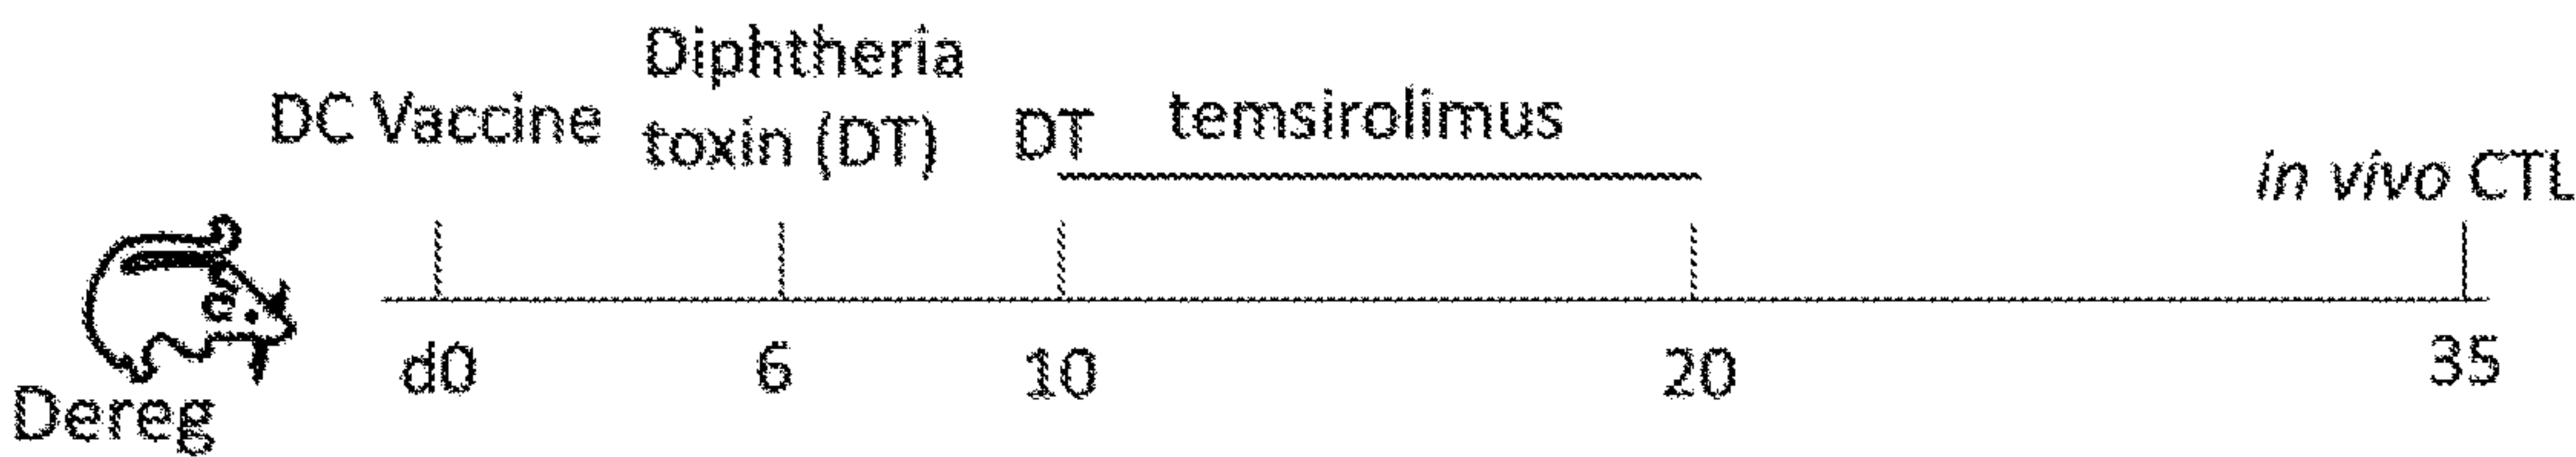 Diphtheria
DC Vaccine toxin (DT) DT temsirolimus
in vivo CTL
d0 6 10 20 35
Dereg